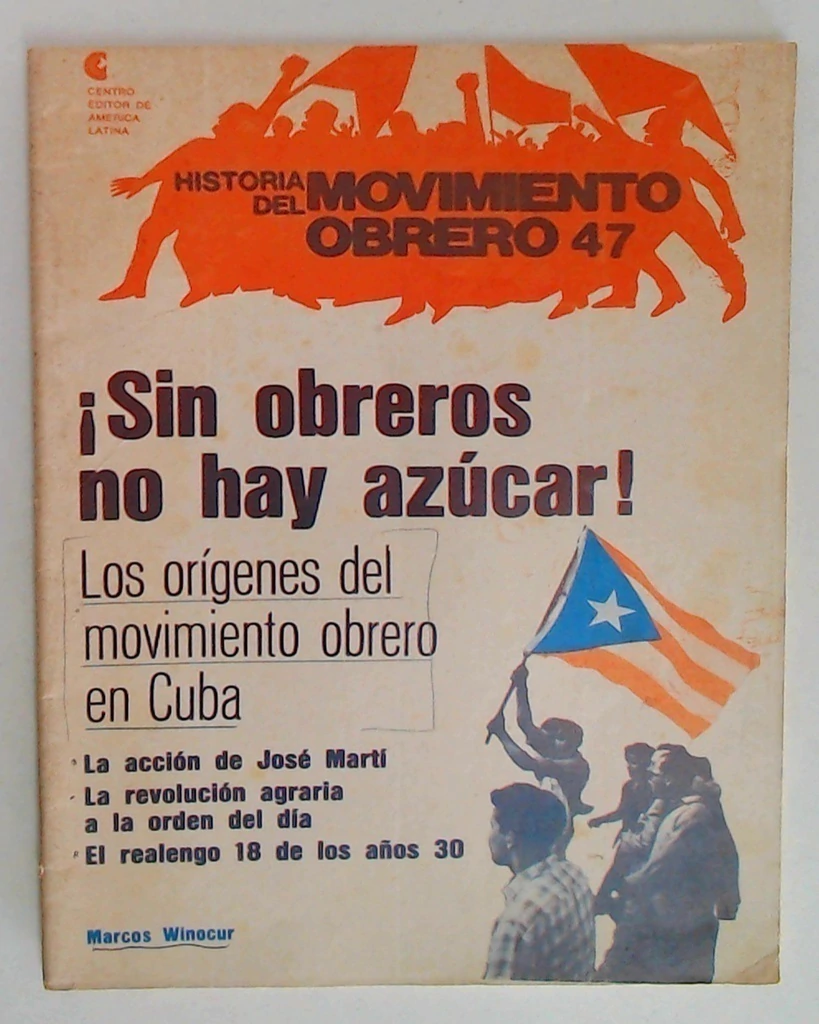 CENTRO
EDITOR DE
AMERICA
LATINA
HISTORIA
DEL
MOVIMIENTO
OBRERO 47
¡Sin obreros
no hay azúcar!
Los orígenes del
movimiento obrero
en Cuba
La acción de José Martí
La revolución agraria
a la orden del día
El realengo 18 de los años 30
Marcos Winocur